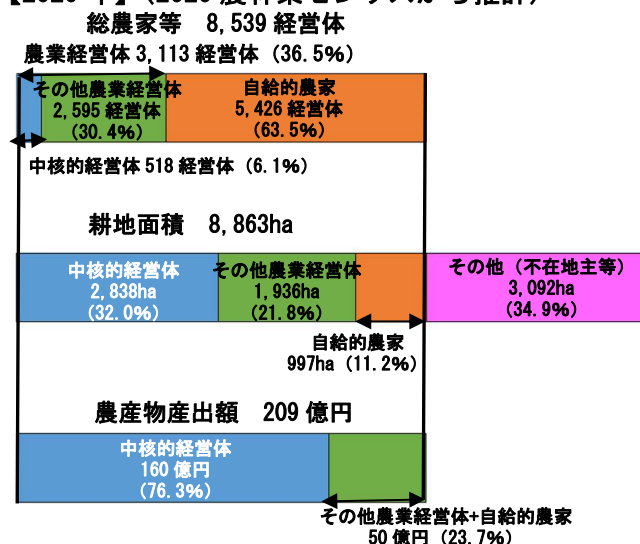 総農家等　8,539 経営体
農業経営体 3,113 経営体（36.5%）
その他農業経営体
2,595 経営体
(30.4%)
自給的農家
5,426 経営体
(63.5%)
中核的経営体 518 経営体（6.1%）
耕地面積　8,863ha
中核的経営体
2,838ha
(32.0%)
その他農業経営体
1,936ha
(21.8%)
その他（不在地主等）
3,092ha
(34.9%)
自給的農家
997ha（11.2%）
農産物産出額　209 億円
中核的経営体
160 億円
(76.3%)
その他農業経営体+自給的農家
50 億円（23.7%）